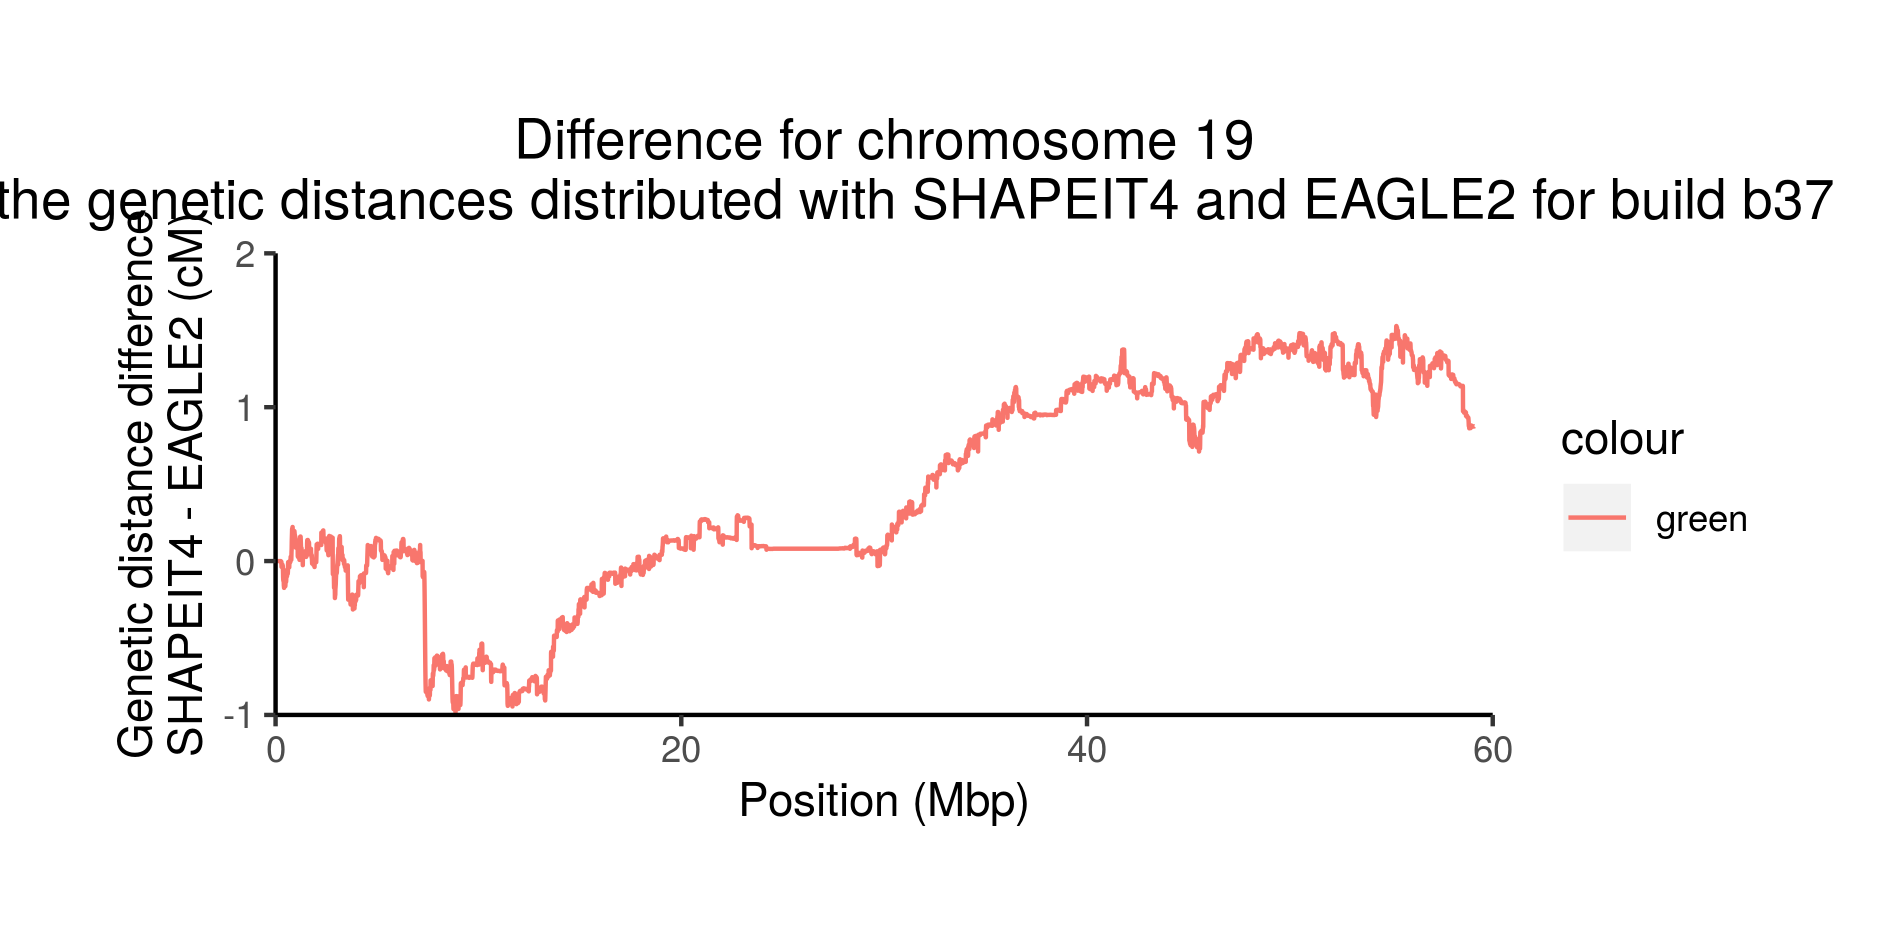 Difference for chromosome 19
the genetic distances distributed with SHAPEIT4 and EAGLE2 for build b37
Genetic distance difference
SHAPEIT4 - EAGLE2 (cM)
2
1
0
-1
0
20
40
60
Position (Mbp)
colour
green